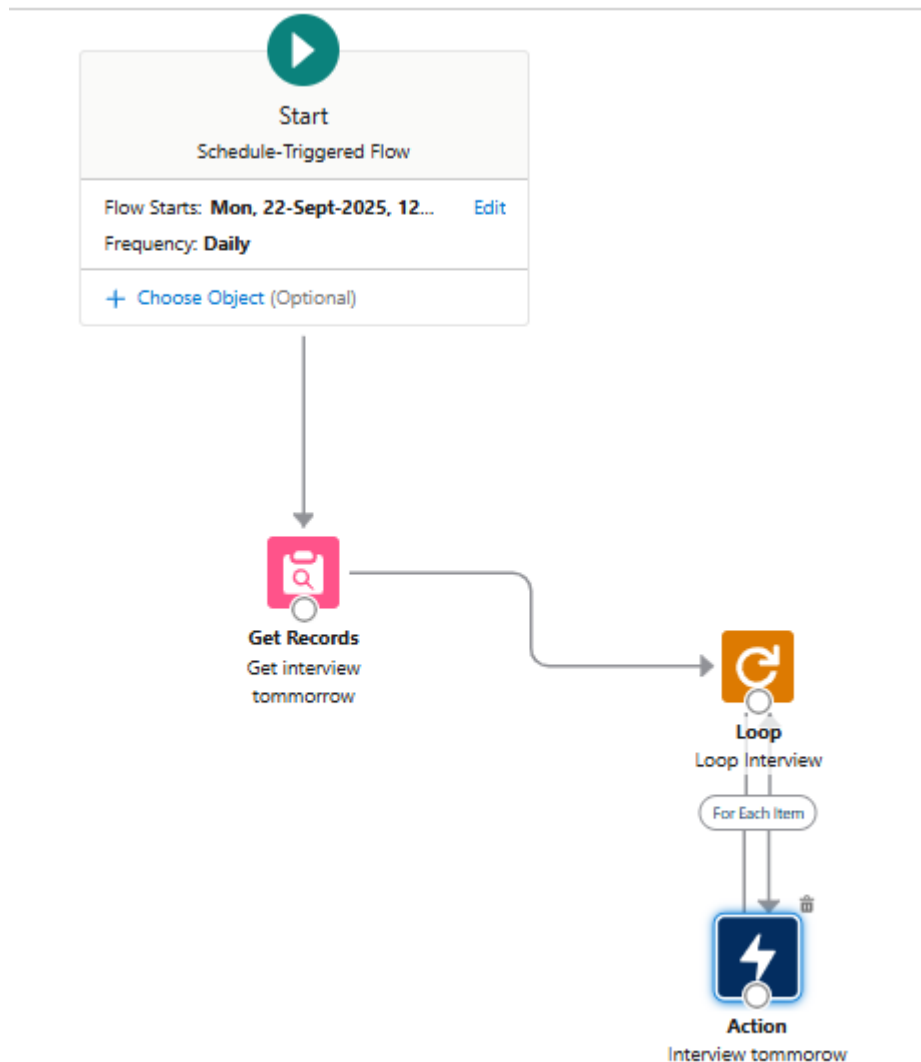 Start
Schedule-Triggered Flow
Flow Starts: Mon, 22-Sept-2025, 12... Edit
Frequency: Daily
+ Choose Object (Optional)
Get Records
Get interview
tommorrow
Loop
Loop Interview
For Each Item
Action
Interview tommorow